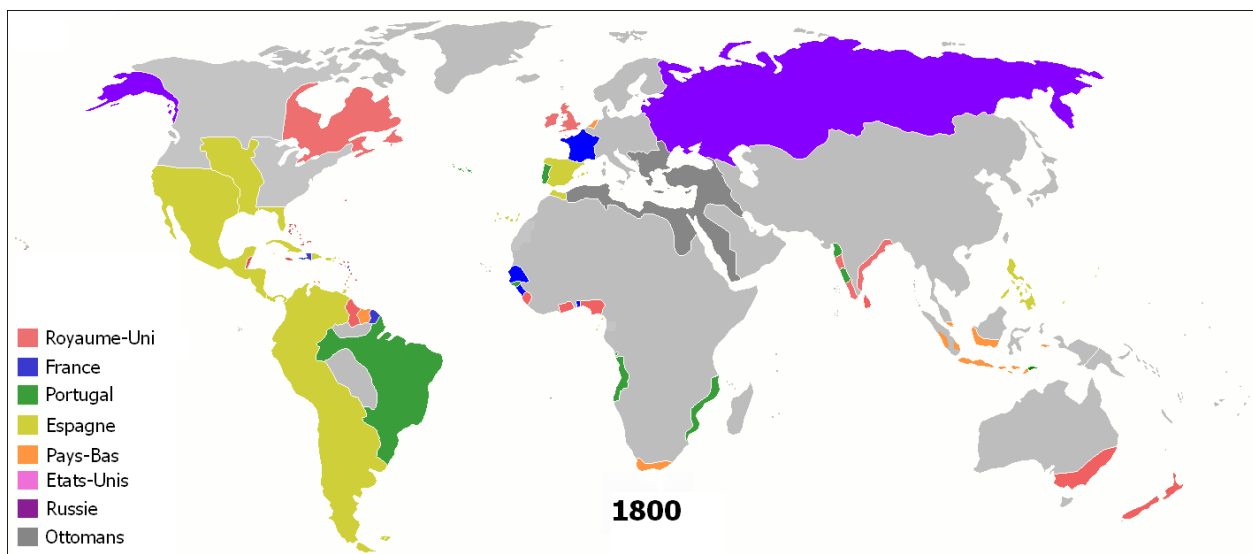 Royaume-Uni
France
Portugal
Espagne
Pays-Bas
Etats-Unis
Russie
Ottomans
1800